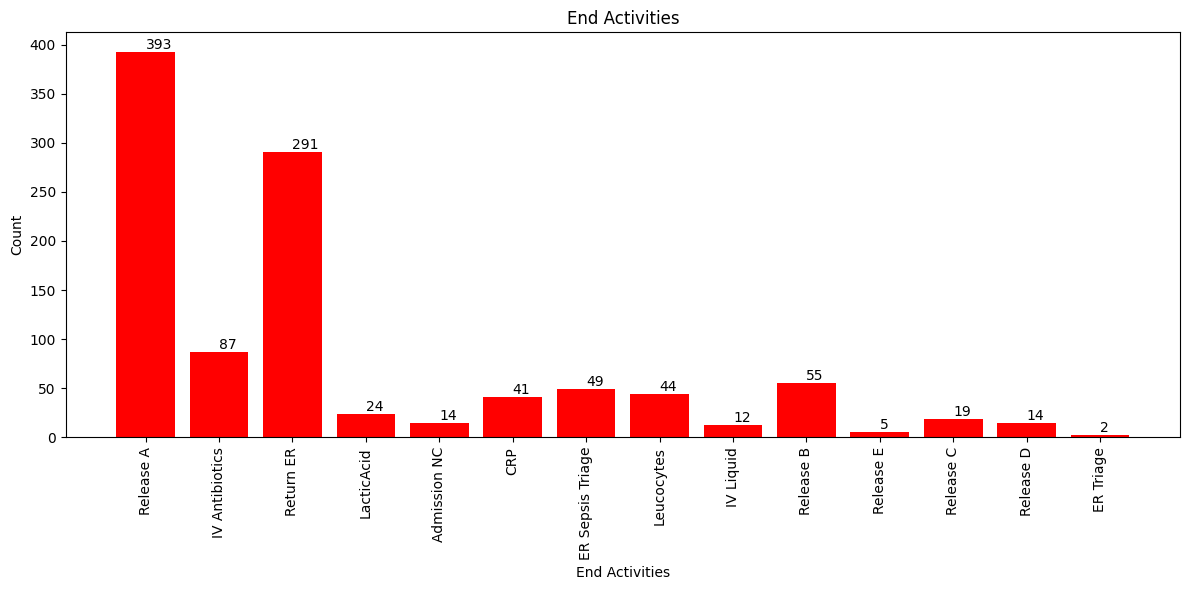 End Activities
Count
400
350
300
250
200
150
100
50
0
393
87
291
24
14
41
49
44
12
55
5
19
14
2
Release A
IV Antibiotics
Return ER
LacticAcid
Admission NC
CRP
ER Sepsis Triage
Leucocytes
IV Liquid
Release B
Release E
Release C
Release D
ER Triage
End Activities